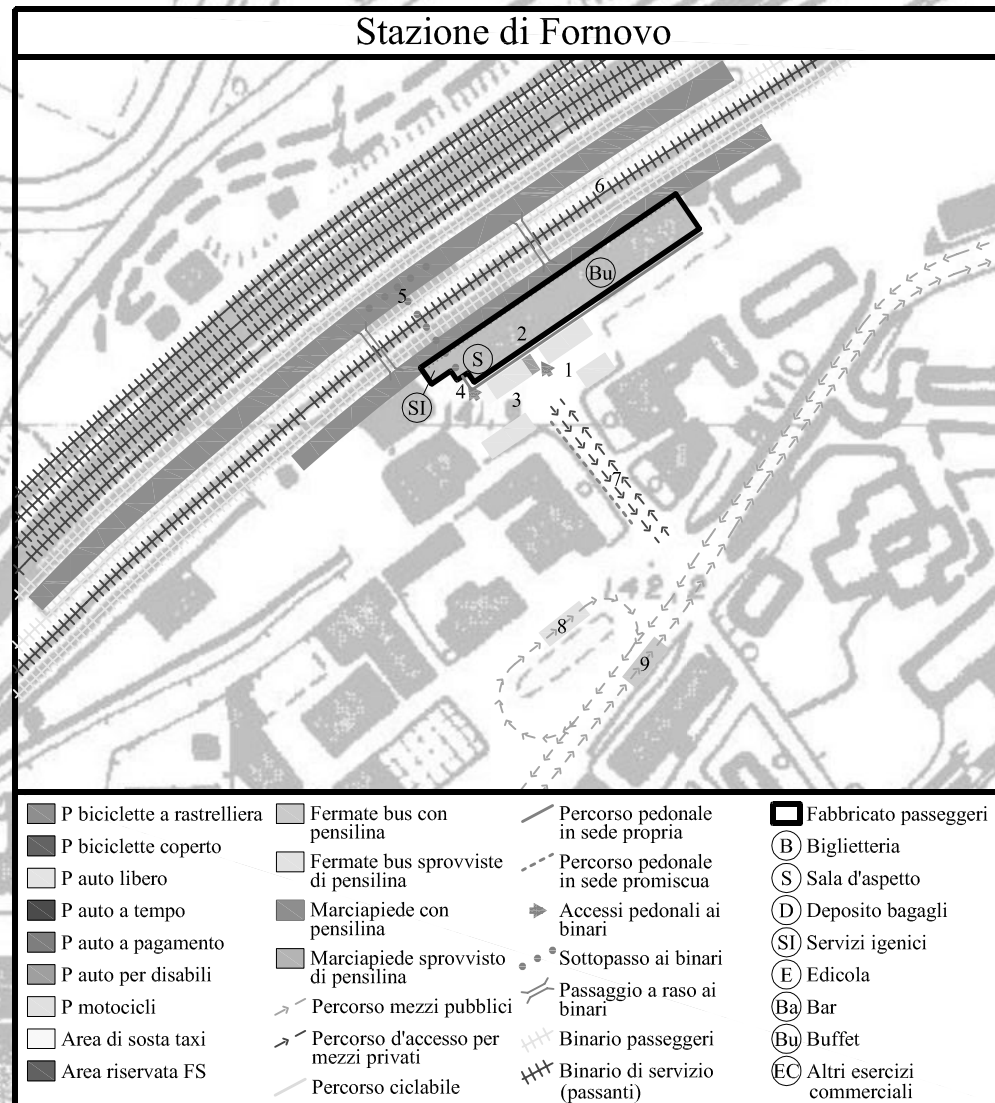 Stazione di Fornovo
6
Bu
5
2
S
1
SI
4
3
7
8
9
P biciclette a rastrelliera
P biciclette coperto
P auto libero
P auto a tempo
P auto a pagamento
P auto per disabili
P motocicli
Area di sosta taxi
Area riservata FS
Fermate bus con
pensilina
Fermate bus sprovviste
di pensilina
Marciapiede con
pensilina
Marciapiede sprovvisto
di pensilina
Percorso mezzi pubblici
Percorso d'accesso per
mezzi privati
Percorso ciclabile
Percorso pedonale
in sede propria
Percorso pedonale
in sede promiscua
Accessi pedonali ai
binari
Sottopasso ai binari
Passaggio a raso ai
binari
Binario passeggeri
Binario di servizio
(passanti)
Fabbricato passeggeri
B Biglietteria
S Sala d'aspetto
D Deposito bagagli
SI Servizi igenici
E Edicola
Ba Bar
Bu Buffet
EC Altri esercizi
commerciali